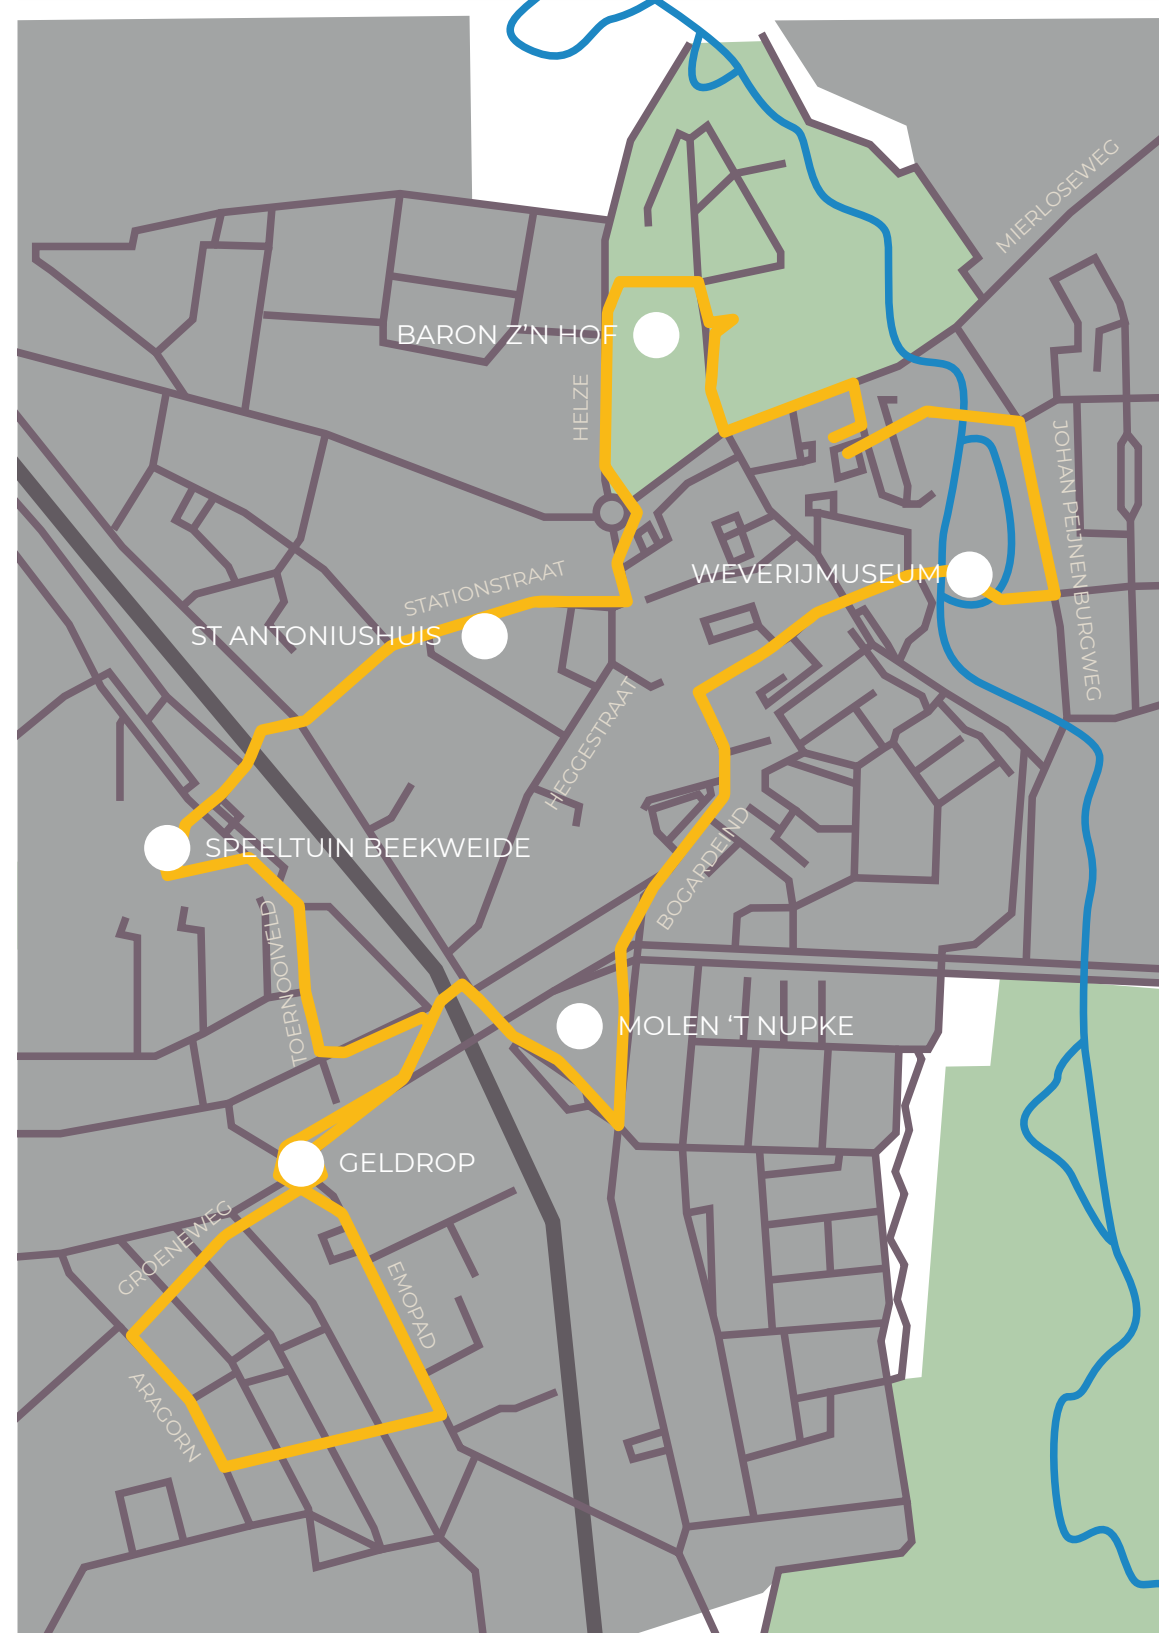 MIERLOSEWEG
BARON Z’N HOF
HELZE
JOHAN PEIJNENBURGWEG
STATIONSTRAAT
WEVERIJMUSEUM
ST ANTONIUSHUIS
HEGGESTRAAT
SPEELTUIN BEEKWEIDE
BOGARDEIND
TOERNOOIVELD
MOLEN ‘T NUPKE
GELDROP
GROENEWEG
EMOPAD
ARAGORN